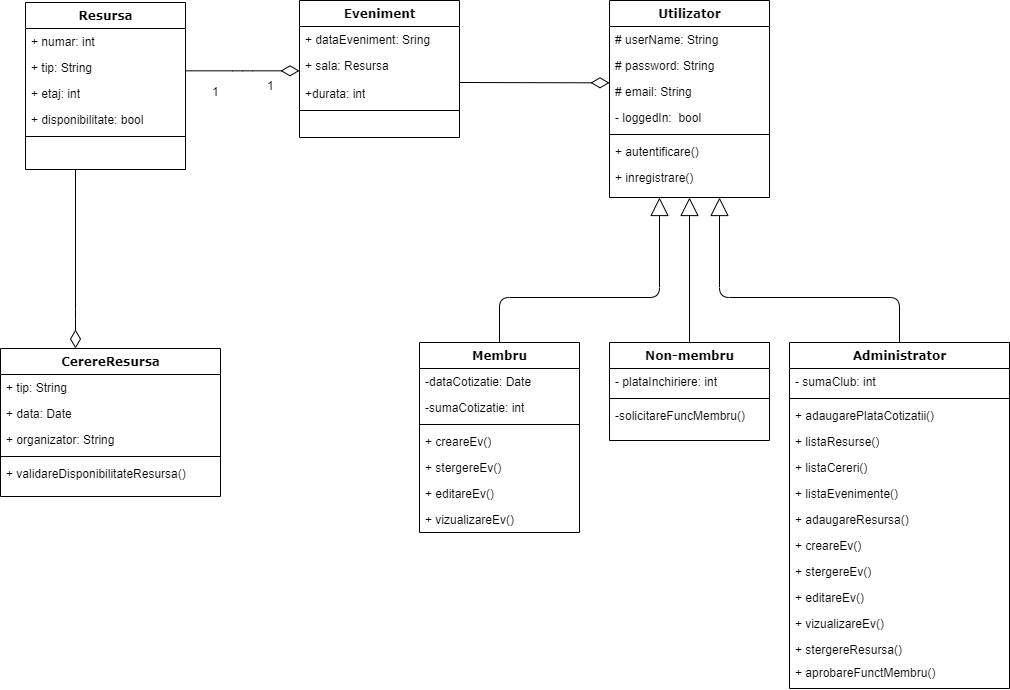 Resursa
+ numar: int
+ tip: String
+ etaj: int
+ disponibilitate: bool
1
1
Eveniment
+ dataEveniment: Sring
+ sala: Resursa
+durata: int
Utilizator
# userName: String
# password: String
# email: String
- loggedIn:  bool
+ autentificare()
+ inregistrare()
CerereResursa
+ tip: String
+ data: Date
+ organizator: String
+ validareDisponibilitateResursa()
Membru
-dataCotizatie: Date
-sumaCotizatie: int
+ creareEv()
+ stergereEv()
+ editareEv()
+ vizualizareEv()
Non-membru
- plataInchiriere: int
-solicitareFuncMembru()
Administrator
- sumaClub: int
+ adaugarePlataCotizatii()
+ listaResurse()
+ listaCereri()
+ listaEvenimente()
+ adaugareResursa()
+ creareEv()
+ stergereEv()
+ editareEv()
+ vizualizareEv()
+ stergereResursa()
+ aprobareFunctMembru()